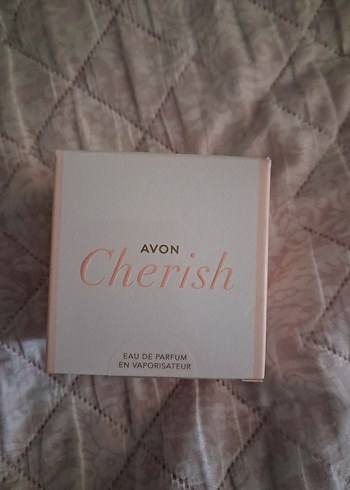 AVON
Cherish
EAU DE PARFUM
EN VAPORISATEUR